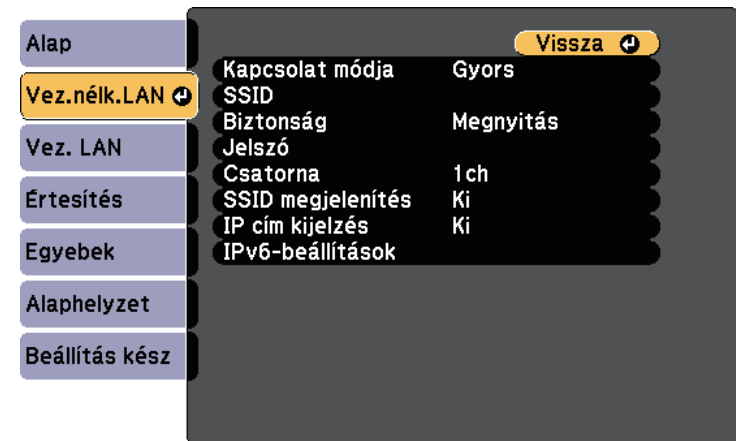 Alap
Vez.nélk.LAN
Vez. LAN
Értesítés
Egyebek
Alaphelyzet
Beállítás kész
Vissza
Kapcsolat módja Gyors
SSID
Biztonság Megnyitás
Jelszó
Csatorna 1ch
SSID megjelenítés Ki
IP cím kijelzés Ki
IPv6-beállítások